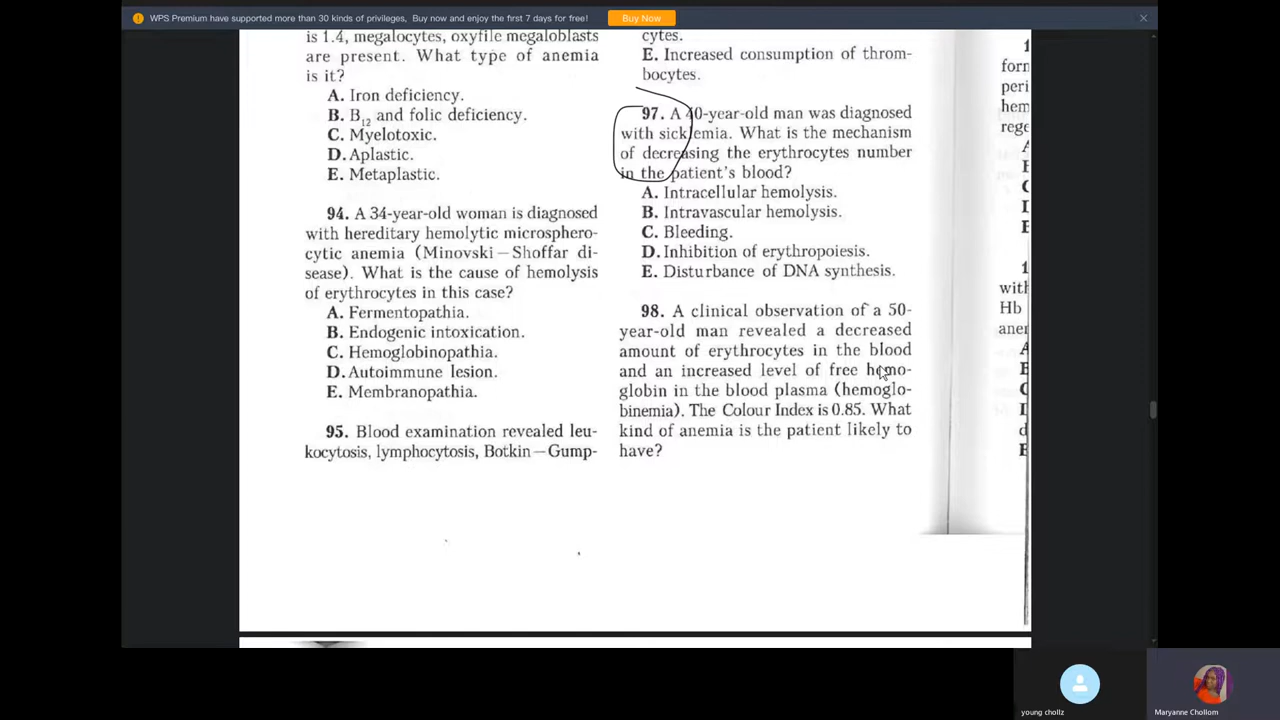 WPS Premium have supported more than 30 kinds of privileges, Buy now and enjoy the first 7 days for free!
Buy Now
is 1.4, megalocytes, oxyfile megaloblasts
are present. What type of anemia
is it?
A. Iron deficiency.
B. B12 and folic deficiency.
C. Myelotoxic.
D. Aplastic.
E. Metaplastic.
94. A 34-year-old woman is diagnosed
with hereditary hemolytic microsphero-
cytic anemia (Minovski—Shoffar di-
sease). What is the cause of hemolysis
of erythrocytes in this case?
A. Fermentopathia.
B. Endogenic intoxication.
C. Hemoglobinopathia.
D. Autoimmune lesion.
E. Membranopathia.
95. Blood examination revealed leu-
kocytosis, lymphocytosis, Botkin—Gump-
cytes.
E. Increased consumption of throm-
bocytes.
97. A 40-year-old man was diagnosed
with sicklemia. What is the mechanism
of decreasing the erythrocytes number
in the patient's blood?
A. Intracellular hemolysis.
B. Intravascular hemolysis.
C. Bleeding.
D. Inhibition of erythropoiesis.
E. Disturbance of DNA synthesis.
98. A clinical observation of a 50-
year-old man revealed a decreased
amount of erythrocytes in the blood
and an increased level of free hemo-
globin in the blood plasma (hemoglo-
binemia). The Colour Index is 0.85. What
kind of anemia is the patient likely to
have?
form
peri
hem
rege
with
Hb
aner
young chollz
Maryanne Chollom